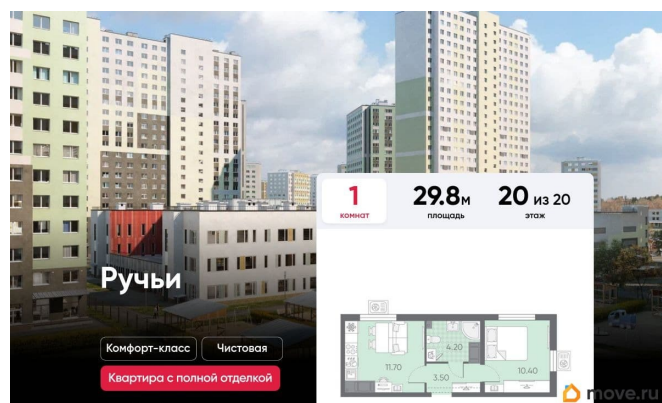 1
комнат
29.8м
площадь
20 из 20
этаж
Ручьи
Комфорт-класс
Чистовая
Квартира с полной отделкой
11.70
4.20
3.50
10.40
move.ru